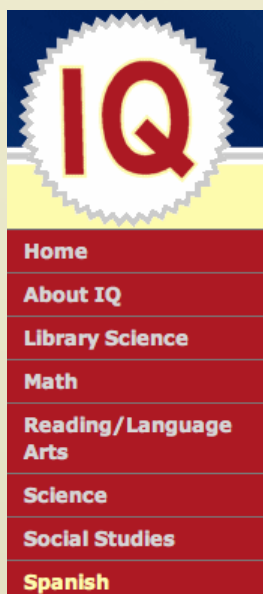 IQ
Home
About IQ
Library Science
Math
Reading/Language
Arts
Science
Social Studies
Spanish